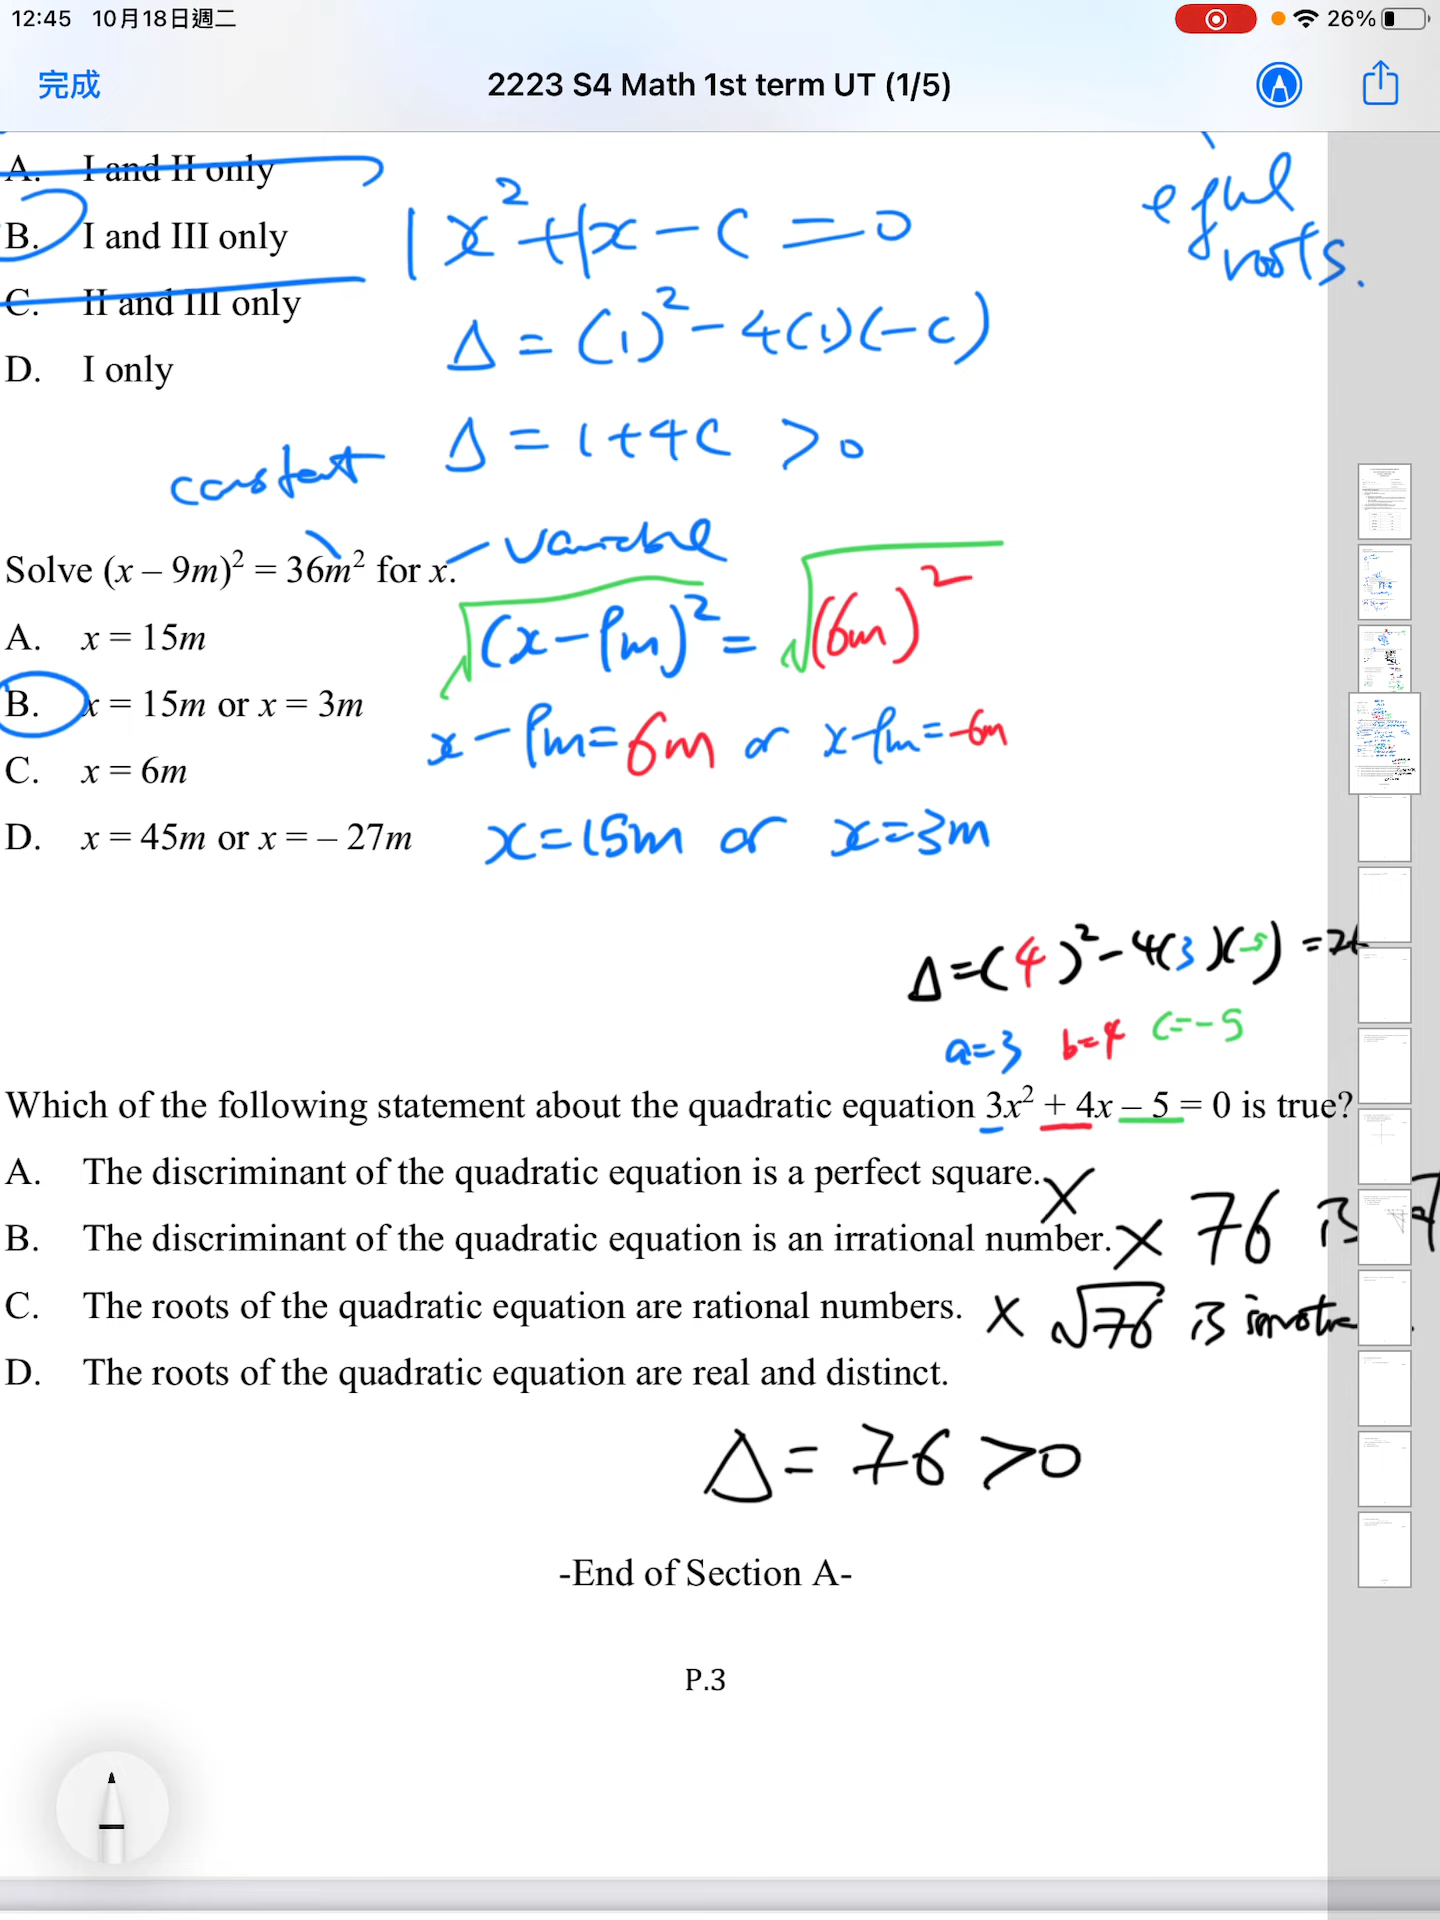 12:45 10月18日週二
26%
完成
2223 S4 Math 1st term UT (1/5)
A. I and II only
B. I and III only
C. II and III only
D. I only
equl
roots.
1x²+1x-c=0
Δ=(1)²-4(1)(-c)
Δ=1+4c >0
constant
variable
Solve (x – 9m)² = 36m² for x.
A. x = 15m
B. x = 15m or x = 3m
C. x = 6m
D. x = 45m or x = – 27m
√(x-9m)² = √(6m)²
x-9m=6m or x-9m=-6m
x=15m or x=3m
Δ=(4)²-4(3)(-5) =76
a=3 b=4 c=-5
Which of the following statement about the quadratic equation 3x² + 4x – 5 = 0 is true?
A. The discriminant of the quadratic equation is a perfect square. X
B. The discriminant of the quadratic equation is an irrational number. X 76 is
C. The roots of the quadratic equation are rational numbers. X √76 is
D. The roots of the quadratic equation are real and distinct.
Δ= 76 >0
-End of Section A-
P.3